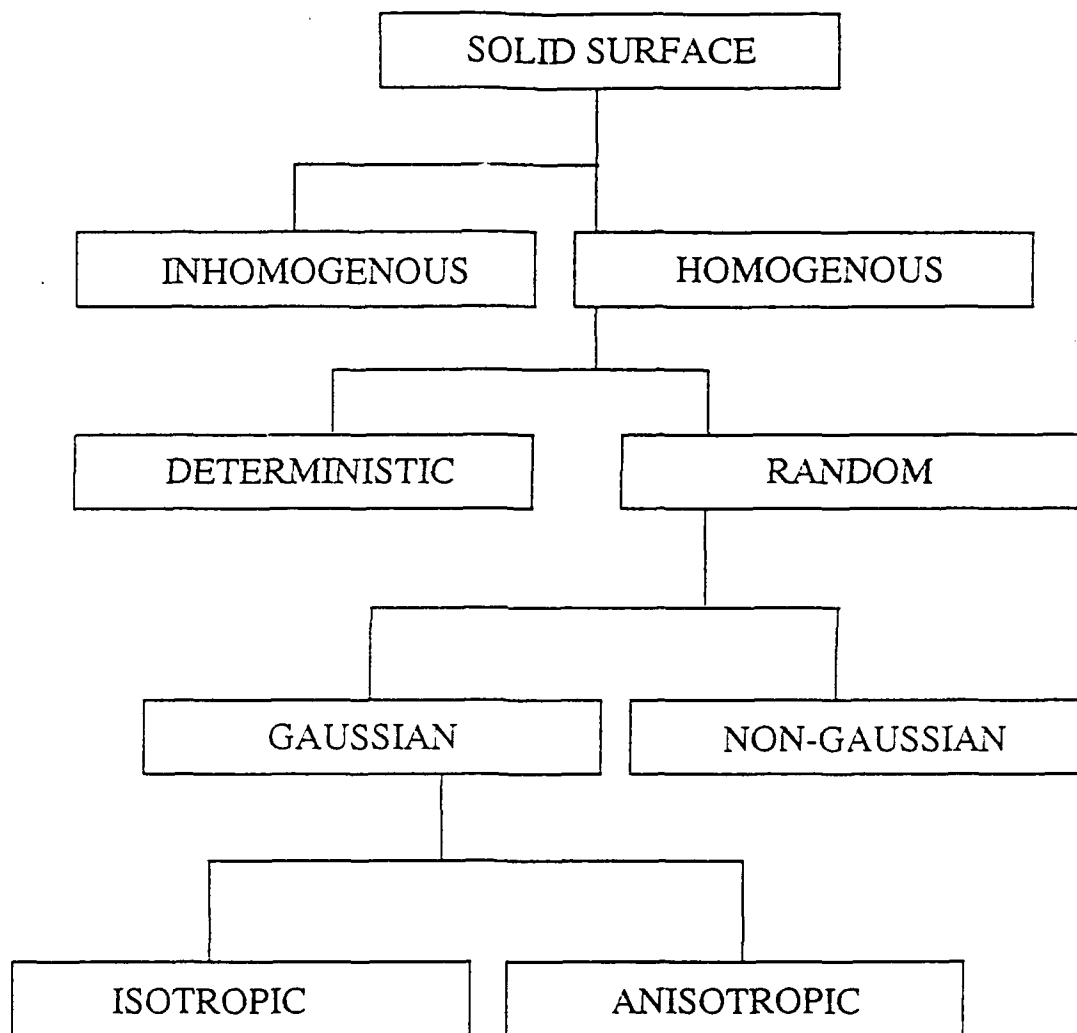 SOLID SURFACE
INHOMOGENOUS
HOMOGENOUS
DETERMINISTIC
RANDOM
GAUSSIAN
NON-GAUSSIAN
ISOTROPIC
ANISOTROPIC